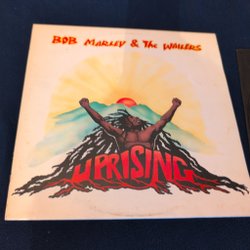 BOB MARLEY & THE WAILERS
UPRISING